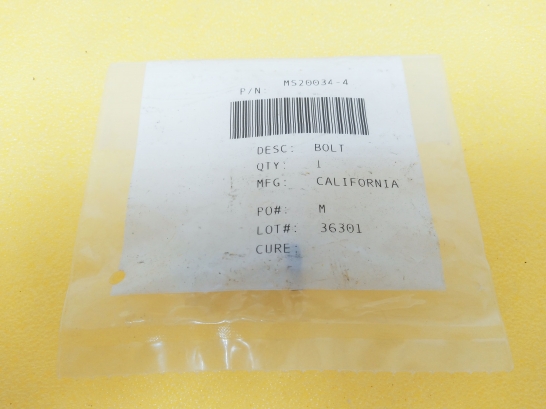 P/N: MS20034-4
DESC: BOLT
QTY: 1
MFG: CALIFORNIA
PO#: M
LOT#: 36301
CURE: